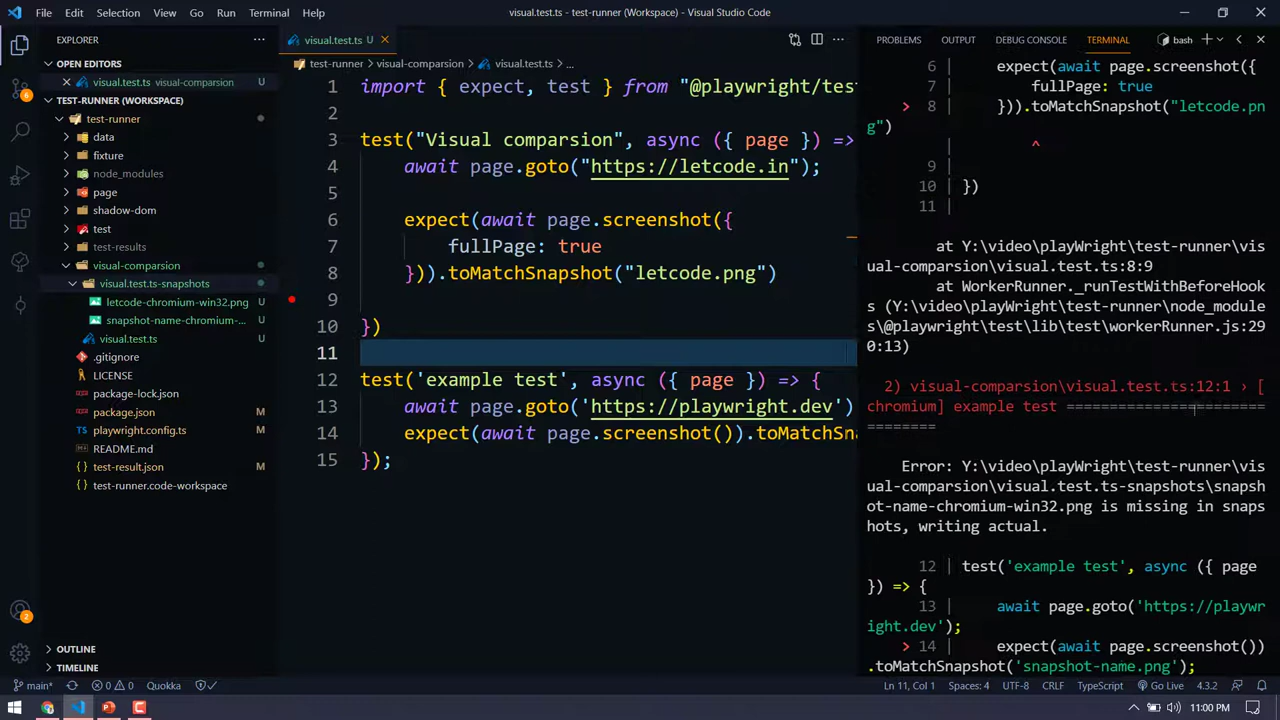 File Edit Selection View Go Run Terminal Help
visual.test.ts - test-runner (Workspace) - Visual Studio Code
EXPLORER
OPEN EDITORS
visual.test.ts visual-comparsion U
TEST-RUNNER (WORKSPACE)
test-runner
data
fixture
node_modules
page
shadow-dom
test
test-results
visual-comparsion
visual.test.ts-snapshots
letcode-chromium-win32.png U
snapshot-name-chromium-... U
visual.test.ts U
.gitignore
LICENSE
package-lock.json
package.json M
playwright.config.ts M
README.md
test-result.json M
test-runner.code-workspace
OUTLINE
TIMELINE
visual.test.ts U
test-runner > visual-comparsion > visual.test.ts > ...
1 import { expect, test } from "@playwright/tes
2
3 test("Visual comparsion", async ({ page }) =>
4 await page.goto("https://letcode.in");
5
6 expect(await page.screenshot({
7 fullPage: true
8 })).toMatchSnapshot("letcode.png")
9
10 })
11
12 test('example test', async ({ page }) => {
13 await page.goto('https://playwright.dev')
14 expect(await page.screenshot()).toMatchSna
15 });
PROBLEMS OUTPUT DEBUG CONSOLE TERMINAL bash
6 | expect(await page.screenshot({
7 | fullPage: true
> 8 | })).toMatchSnapshot("letcode.pn
g")
| ^
9 |
10 | })
11 |
at Y:\video\playWright\test-runner\vis
ual-comparsion\visual.test.ts:8:9
at WorkerRunner._runTestWithBeforeHook
s (Y:\video\playWright\test-runner\node_module
s\@playwright\test\lib\test\workerRunner.js:29
0:13)
2) visual-comparsion\visual.test.ts:12:1 › [
chromium] example test =======================
========
Error: Y:\video\playWright\test-runner\vis
ual-comparsion\visual.test.ts-snapshots\snapsh
ot-name-chromium-win32.png is missing in snaps
hots, writing actual.
12 | test('example test', async ({ page
}) => {
13 | await page.goto('https://playwr
ight.dev');
> 14 | expect(await page.screenshot())
.toMatchSnapshot('snapshot-name.png');
main* 0 0 Quokka
Ln 11, Col 1 Spaces: 4 UTF-8 CRLF TypeScript Go Live 4.3.2
6
2
11:00 PM